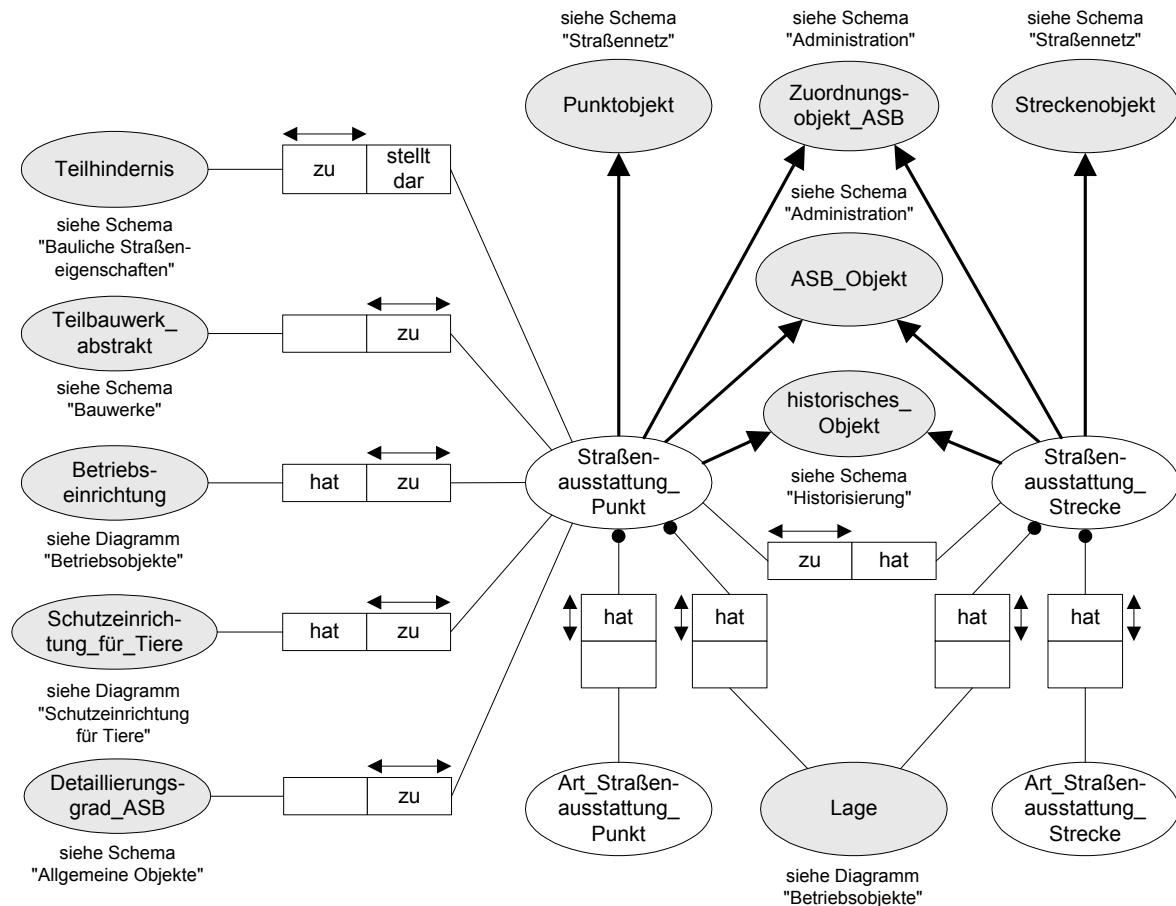 siehe Schema
"Straßennetz"
siehe Schema
"Administration"
siehe Schema
"Straßennetz"
Punktobjekt
Zuordnungs-
objekt_ASB
Streckenobjekt
Teilhindernis
zu
stellt
dar
siehe Schema
"Bauliche Straßen-
eigenschaften"
siehe Schema
"Administration"
ASB_Objekt
Teilbauwerk_
abstrakt
zu
siehe Schema
"Bauwerke"
historisches_
Objekt
siehe Schema
"Historisierung"
Betriebs-
einrichtung
hat
zu
siehe Diagramm
"Betriebsobjekte"
Straßen-
ausstattung_
Punkt
Straßen-
ausstattung_
Strecke
zu
hat
Schutzeinrich-
tung_für_Tiere
hat
zu
siehe Diagramm
"Schutzeinrichtung
für Tiere"
hat
hat
hat
hat
Detaillierungs-
grad_ASB
zu
siehe Schema
"Allgemeine Objekte"
Art_Straßen-
ausstattung_
Punkt
Lage
siehe Diagramm
"Betriebsobjekte"
Art_Straßen-
ausstattung_
Strecke